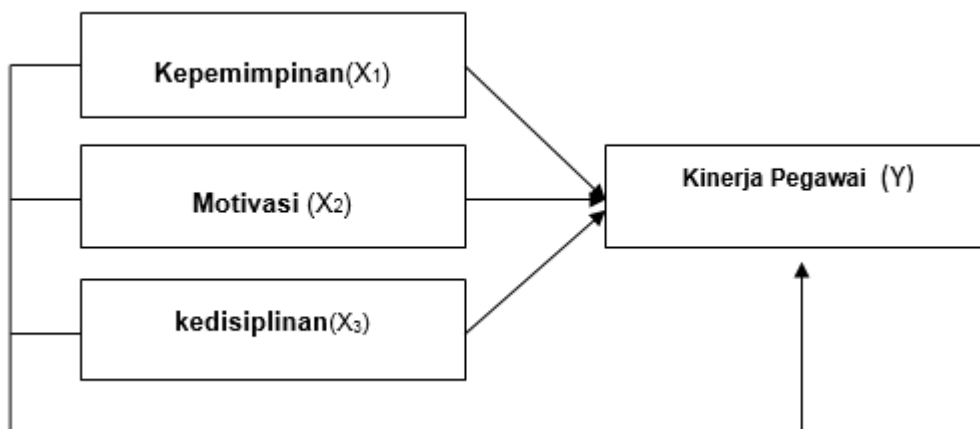 Kepemimpinan(X₁)
Motivasi (X₂)
kedisiplinan(X₃)
Kinerja Pegawai (Y)